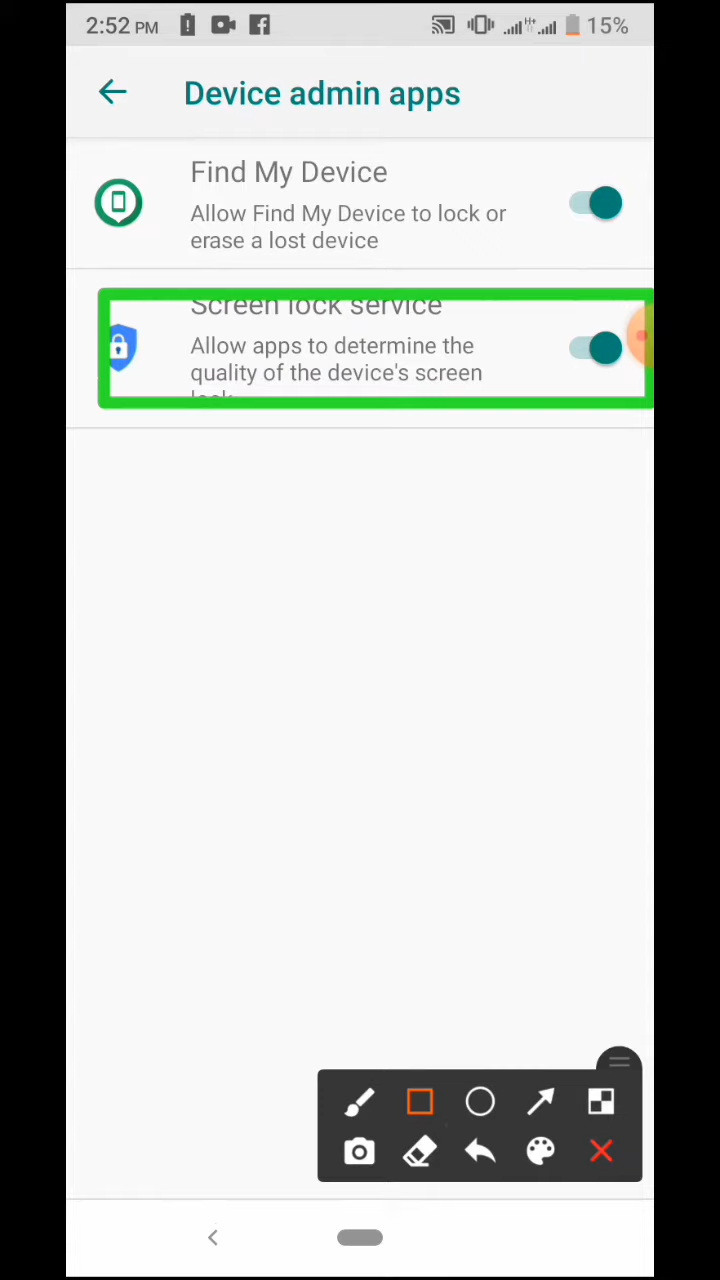 2:52 PM
15%
Device admin apps
Find My Device
Allow Find My Device to lock or
erase a lost device
Screen lock service
Allow apps to determine the
quality of the device's screen
lock